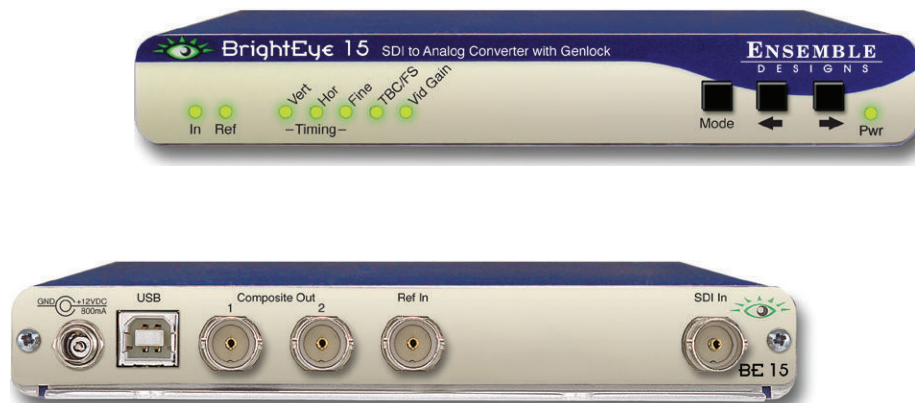 BrightEye 15 SDI to Analog Converter with Genlock
ENSEMBLE
DESIGNS
Vert Hor Fine TBC/FS Vid Gain
In Ref
–Timing–
Mode
Pwr
GND +12VDC
800mA
USB
Composite Out
1 2
Ref In
SDI In
BE 15